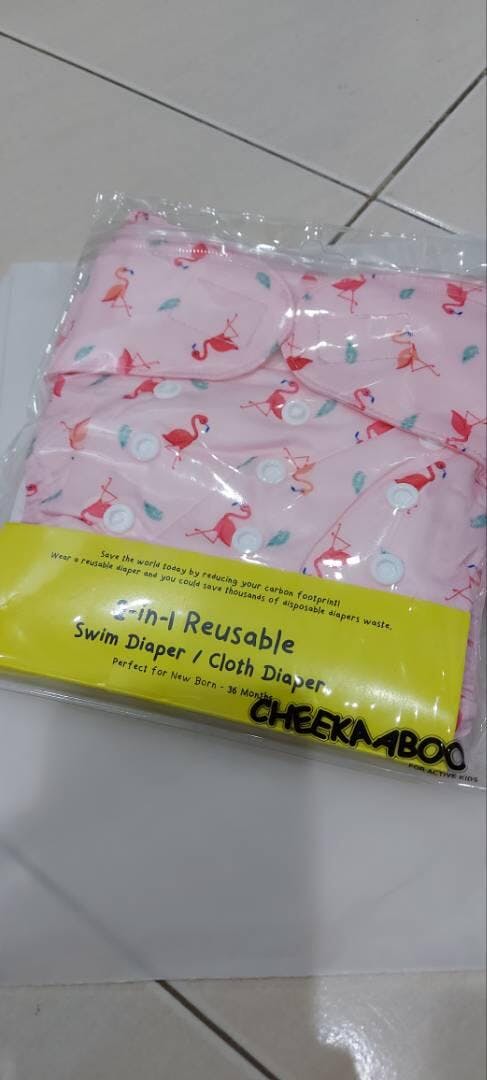 Save the world today by reducing your carbon footprint!
Wear a reusable diaper and you could save thousands of disposable diapers waste.
2-in-1 Reusable
Swim Diaper / Cloth Diaper
Perfect for New Born - 36 Months
CHEEKAABOO
FOR ACTIVE KIDS